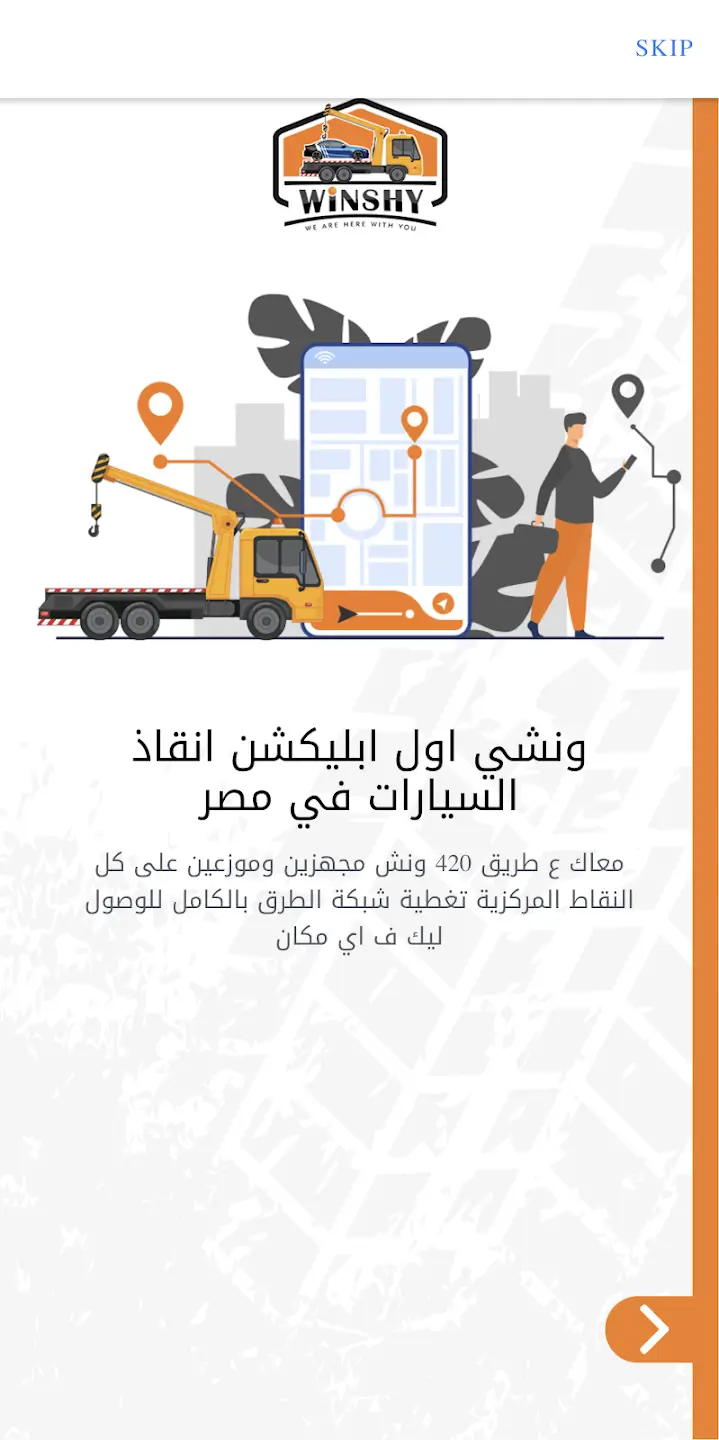 SKIP
WiNSHY
WE ARE HERE WITH YOU
ونشي اول ابليكشن انقاذ
السيارات في مصر
معاك ع طريق 420 ونش مجهزين وموزعين على كل
النقاط المركزية تغطية شبكة الطرق بالكامل للوصول
ليك ف اي مكان